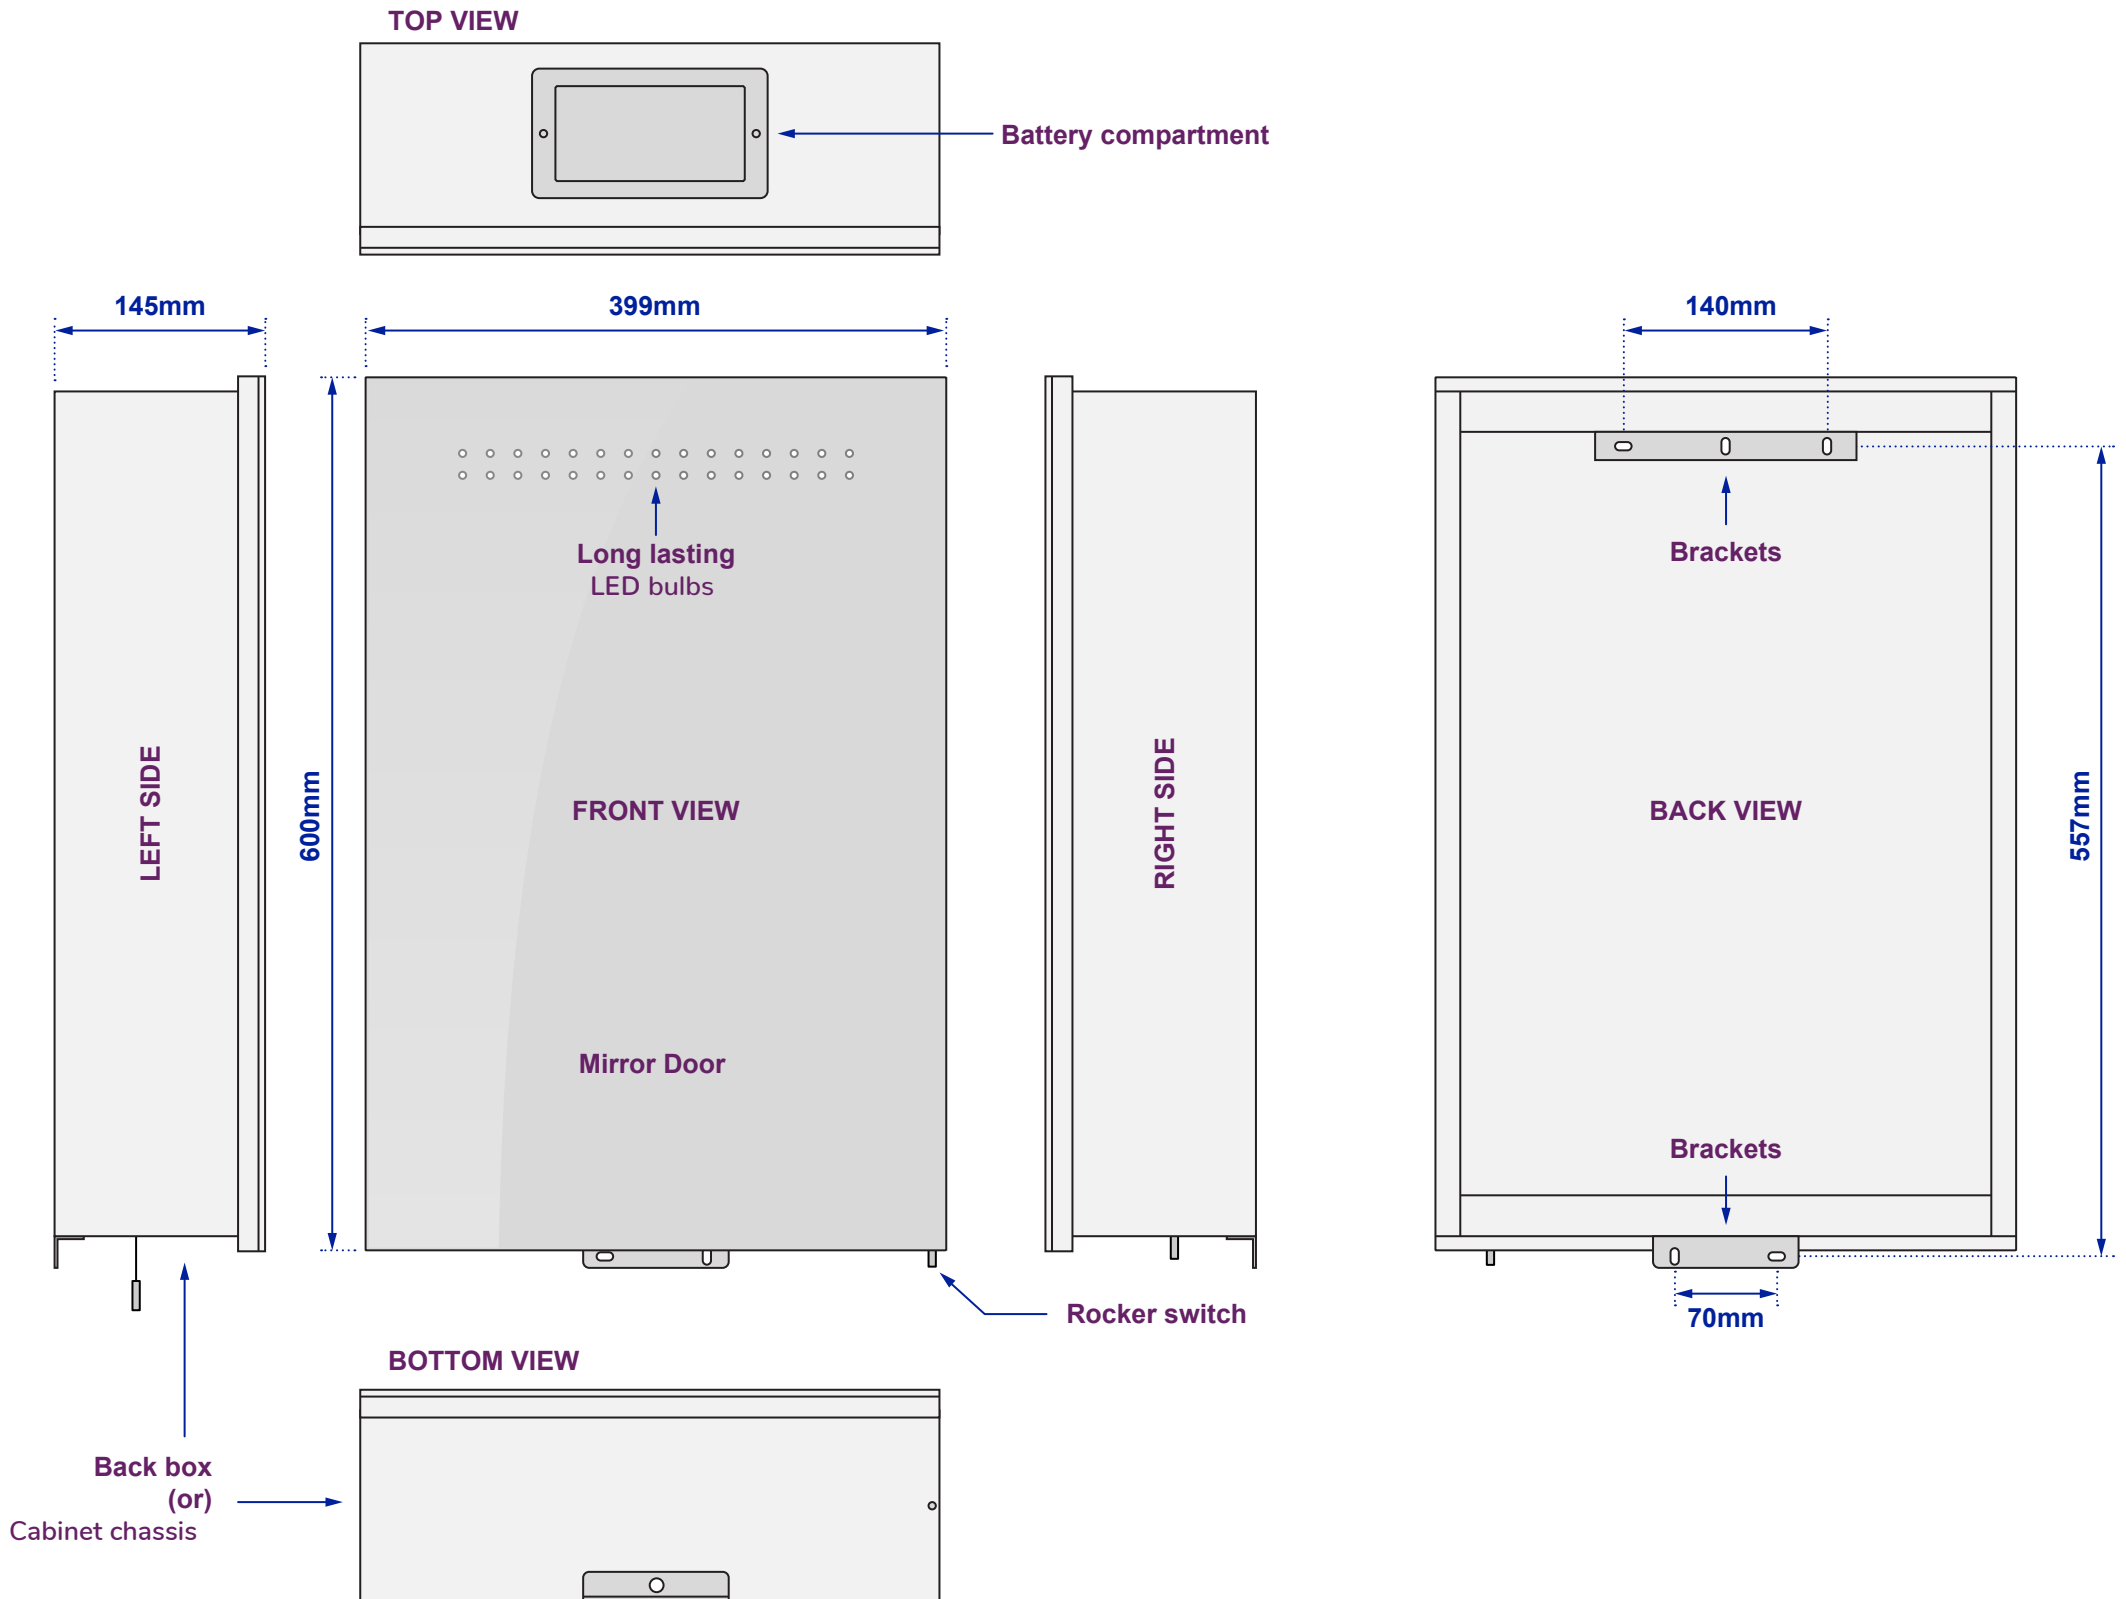 TOP VIEW
Battery compartment
145mm
399mm
140mm
Long lasting
LED bulbs
Brackets
LEFT SIDE
600mm
FRONT VIEW
RIGHT SIDE
BACK VIEW
557mm
Mirror Door
Brackets
Rocker switch
70mm
BOTTOM VIEW
Back box
(or)
Cabinet chassis